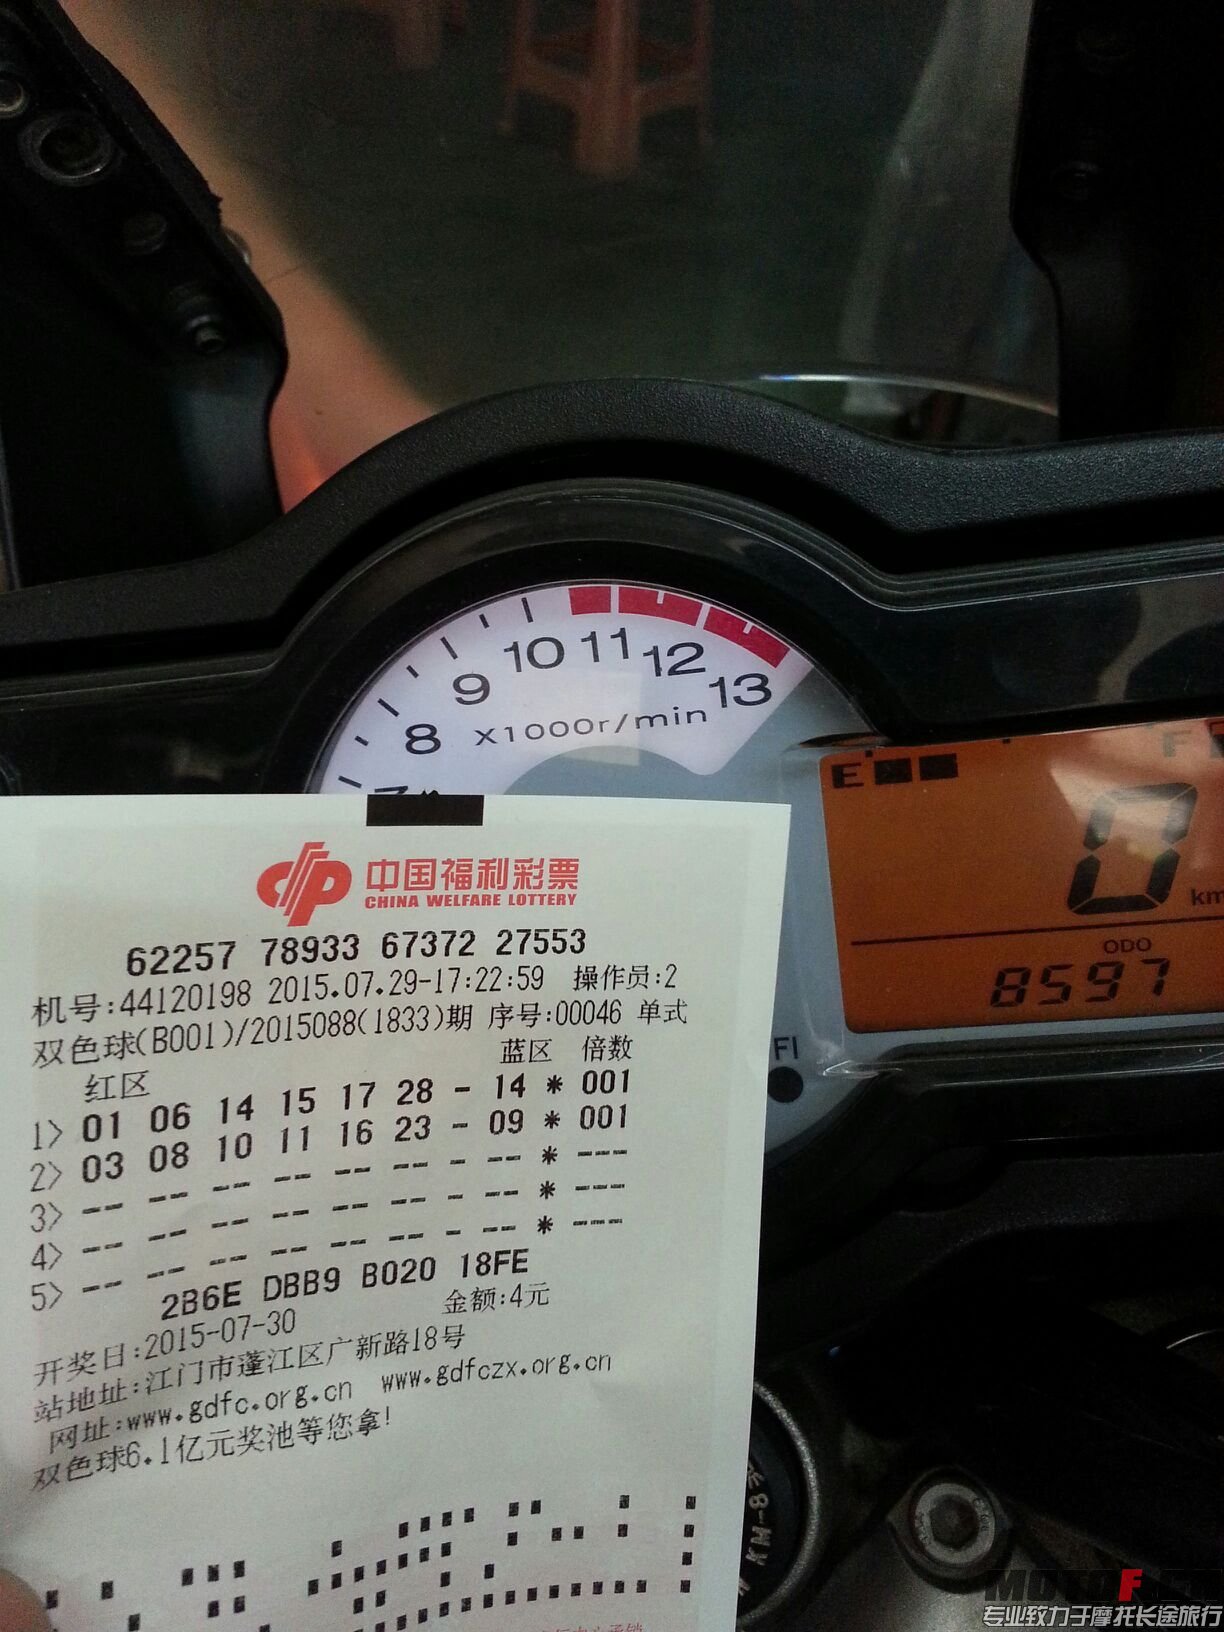 10 11 12
9 13
8 X1000r/min
E F
0 km
ODO
8597
FI
中国福利彩票
CHINA WELFARE LOTTERY
62257 78933 67372 27553
机号:44120198 2015.07.29-17:22:59 操作员:2
双色球(B001)/2015088(1833)期 序号:00046 单式
红区 蓝区 倍数
1> 01 06 14 15 17 28 - 14 * 001
2> 03 08 10 11 16 23 - 09 * 001
3> -- -- -- -- -- -- - -- * ---
4> -- -- -- -- -- -- - -- * ---
5> -- -- -- -- -- -- - -- * ---
2B6E DBB9 B020 18FE
开奖日:2015-07-30 金额:4元
站地址:江门市蓬江区广新路18号
网址:www.gdfc.org.cn www.gdfczx.org.cn
双色球6.1亿元奖池等您拿!
专业致力于摩托长途旅行